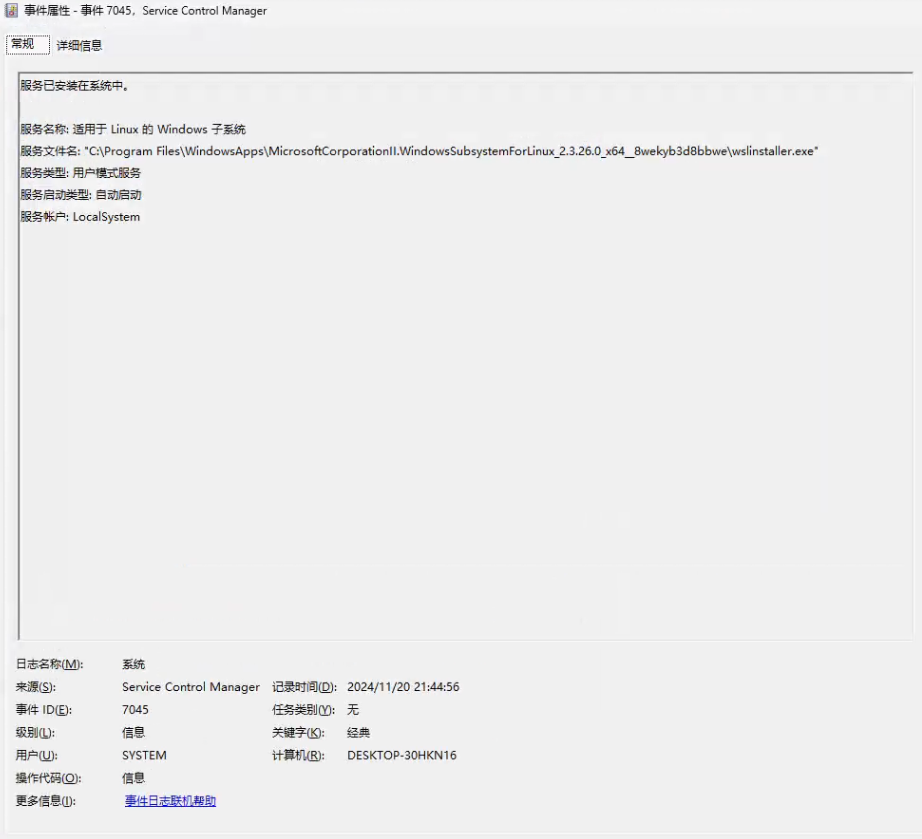 事件属性 - 事件 7045，Service Control Manager
常规 详细信息
服务已安装在系统中。
服务名称: 适用于 Linux 的 Windows 子系统
服务文件名: "C:\Program Files\WindowsApps\MicrosoftCorporationII.WindowsSubsystemForLinux_2.3.26.0_x64__8wekyb3d8bbwe\wslinstaller.exe"
服务类型: 用户模式服务
服务启动类型: 自动启动
服务帐户: LocalSystem
日志名称(M): 系统
来源(S): Service Control Manager 记录时间(D): 2024/11/20 21:44:56
事件 ID(E): 7045 任务类别(Y): 无
级别(L): 信息 关键字(K): 经典
用户(U): SYSTEM 计算机(R): DESKTOP-30HKN16
操作代码(O): 信息
更多信息(I): 事件日志联机帮助